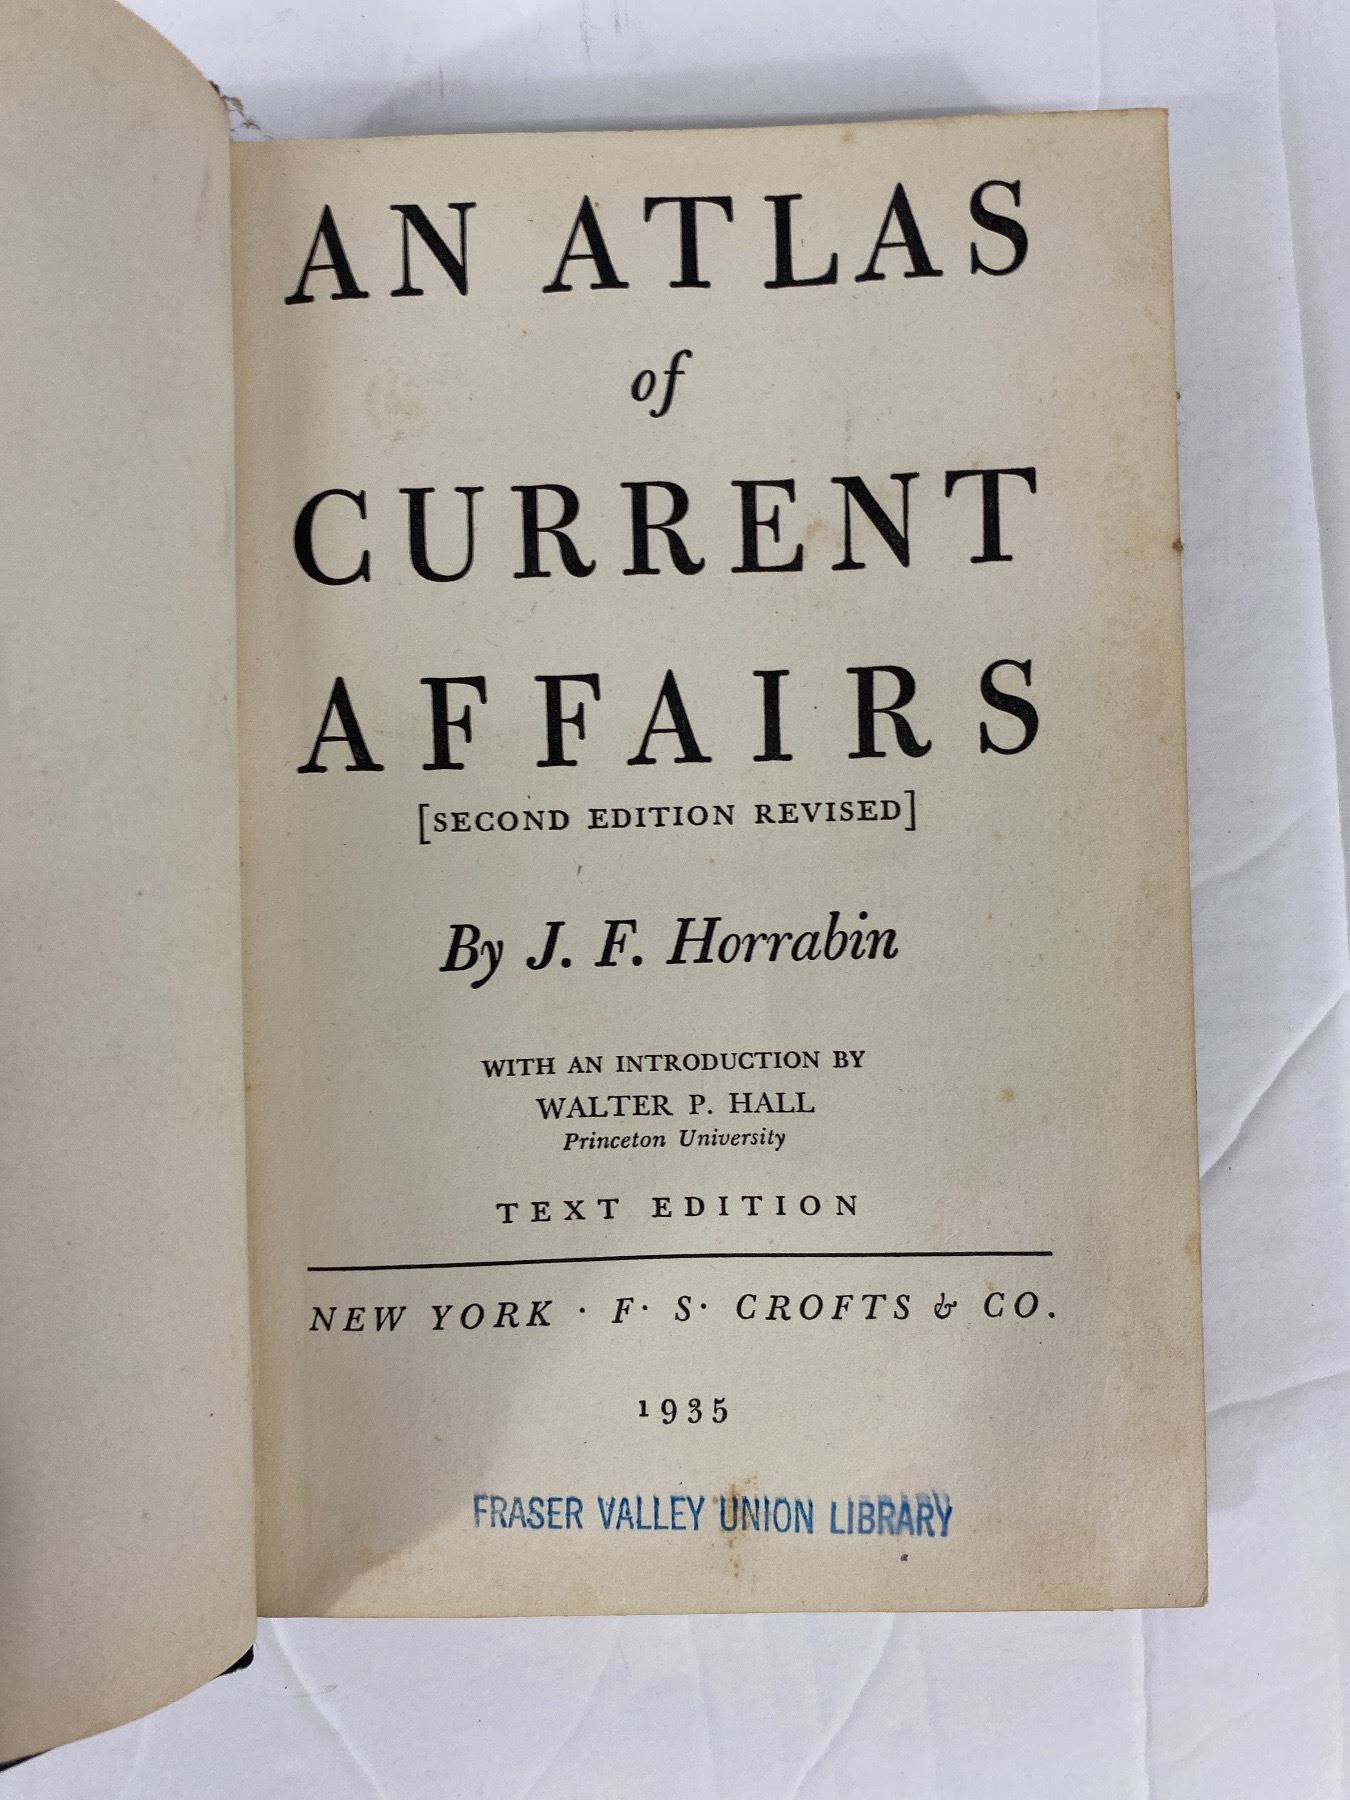 AN ATLAS
of
CURRENT
AFFAIRS
[SECOND EDITION REVISED]
By J. F. Horrabin
WITH AN INTRODUCTION BY
WALTER P. HALL
Princeton University
TEXT EDITION
NEW YORK · F· S· CROFTS & CO.
1935
FRASER VALLEY UNION LIBRARY